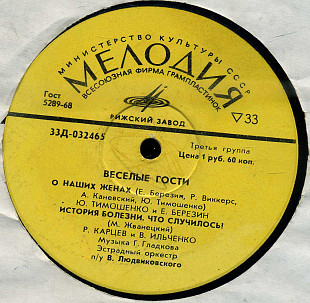 МИНИСТЕРСТВО КУЛЬТУРЫ СССР
МЕЛОДИЯ
ВСЕСОЮЗНАЯ ФИРМА ГРАМПЛАСТИНОК
Гост
5289-68
▽33
РИЖСКИЙ ЗАВОД
33Д-032465
Третья группа
Цена 1 руб. 60 коп.
ВЕСЕЛЫЕ ГОСТИ
О НАШИХ ЖЕНАХ (Е. Березин, Р. Виккерс,
А. Каневский, Ю. Тимошенко)
Ю. ТИМОШЕНКО и Е. БЕРЕЗИН
ИСТОРИЯ БОЛЕЗНИ. ЧТО СЛУЧИЛОСЬ!
(М. Жванецкий)
Р. КАРЦЕВ и В. ИЛЬЧЕНКО
Музыка Г. Гладкова
Эстрадный оркестр
п/у В. Людвиковского